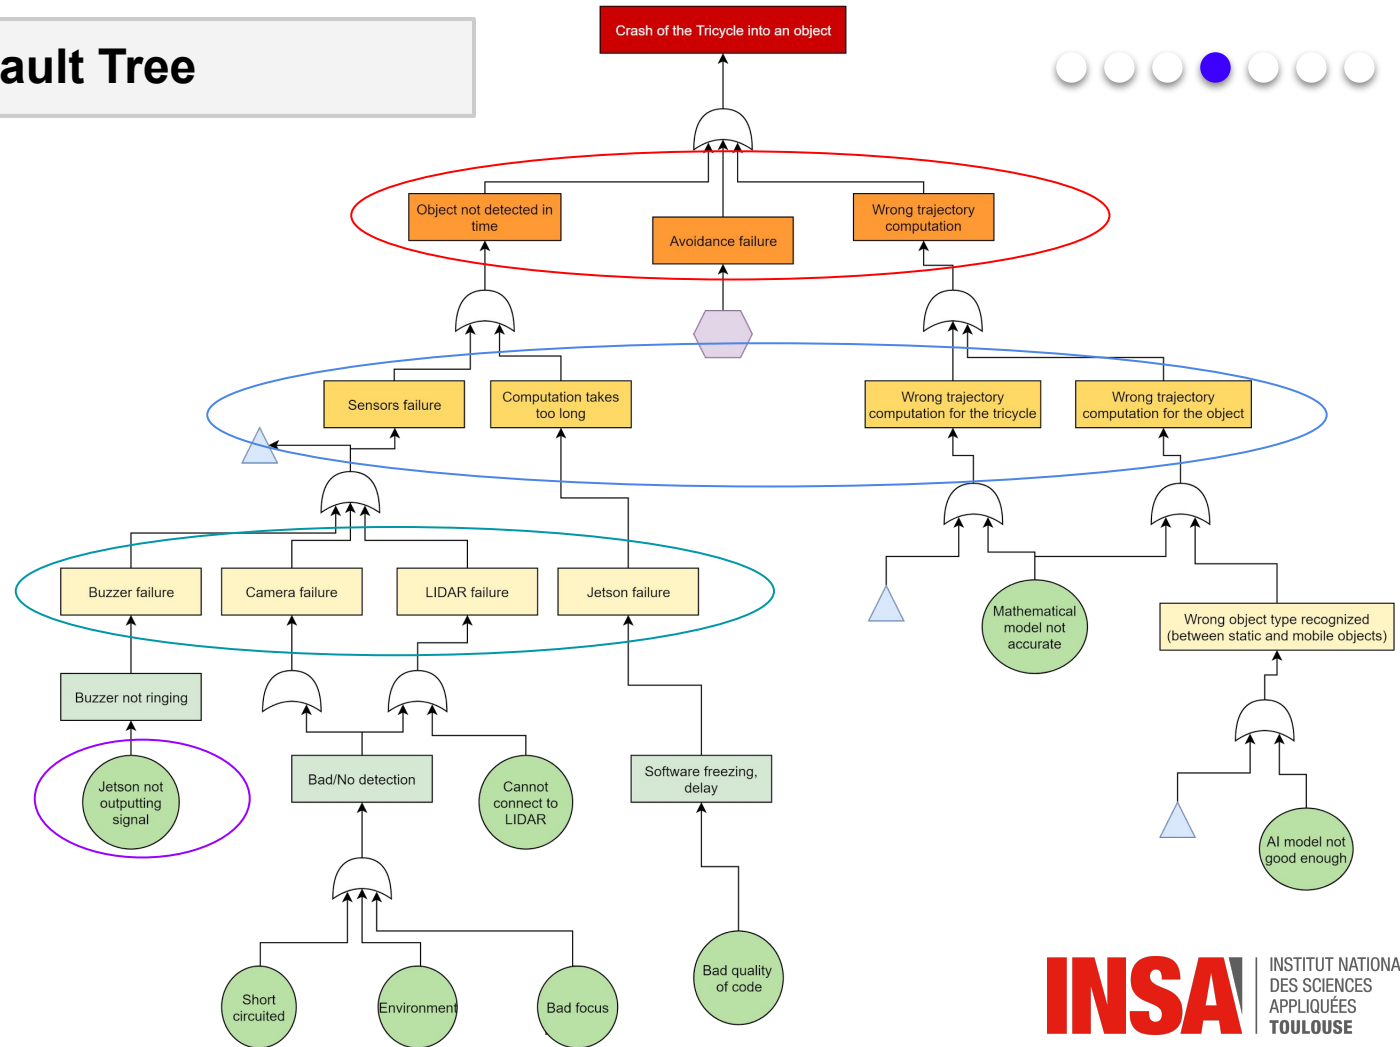 ault Tree
Crash of the Tricycle into an object
Object not detected in
time
Avoidance failure
Wrong trajectory
computation
Sensors failure
Computation takes
too long
Wrong trajectory
computation for the tricycle
Wrong trajectory
computation for the object
Buzzer failure
Camera failure
LIDAR failure
Jetson failure
Mathematical
model not
accurate
Wrong object type recognized
(between static and mobile objects)
Buzzer not ringing
Jetson not
outputting
signal
Bad/No detection
Cannot
connect to
LIDAR
Software freezing,
delay
AI model not
good enough
Short
circuited
Environment
Bad focus
Bad quality
of code
INSA
INSTITUT NATIONA
DES SCIENCES
APPLIQUÉES
TOULOUSE